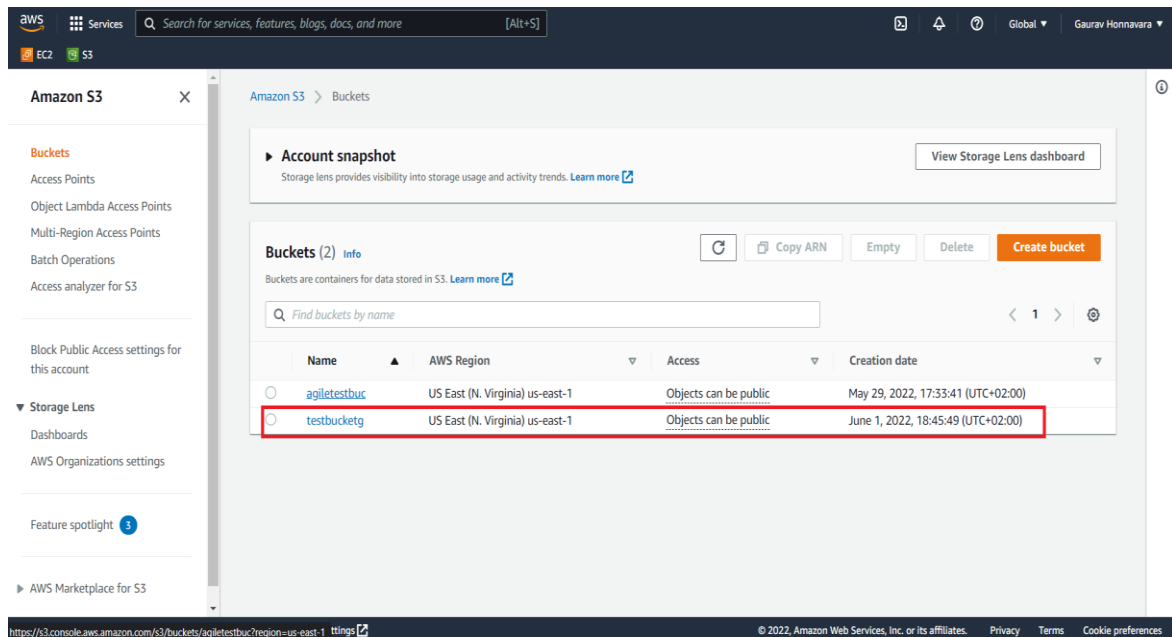 aws Services Search for services, features, blogs, docs, and more [Alt+S] Global ▼ Gaurav Honnavara ▼
EC2 S3
Amazon S3
Buckets
Access Points
Object Lambda Access Points
Multi-Region Access Points
Batch Operations
Access analyzer for S3
Block Public Access settings for
this account
▼ Storage Lens
Dashboards
AWS Organizations settings
Feature spotlight 3
▶ AWS Marketplace for S3
Amazon S3 > Buckets
▶ Account snapshot
View Storage Lens dashboard
Storage lens provides visibility into storage usage and activity trends. Learn more
Buckets (2) Info
Copy ARN Empty Delete Create bucket
Buckets are containers for data stored in S3. Learn more
Find buckets by name
< 1 >
Name ▲ AWS Region Access Creation date
agiletestbuc US East (N. Virginia) us-east-1 Objects can be public May 29, 2022, 17:33:41 (UTC+02:00)
testbucketg US East (N. Virginia) us-east-1 Objects can be public June 1, 2022, 18:45:49 (UTC+02:00)
https://s3.console.aws.amazon.com/s3/buckets/agiletestbuc?region=us-east-1 ttings © 2022, Amazon Web Services, Inc. or its affiliates. Privacy Terms Cookie preferences